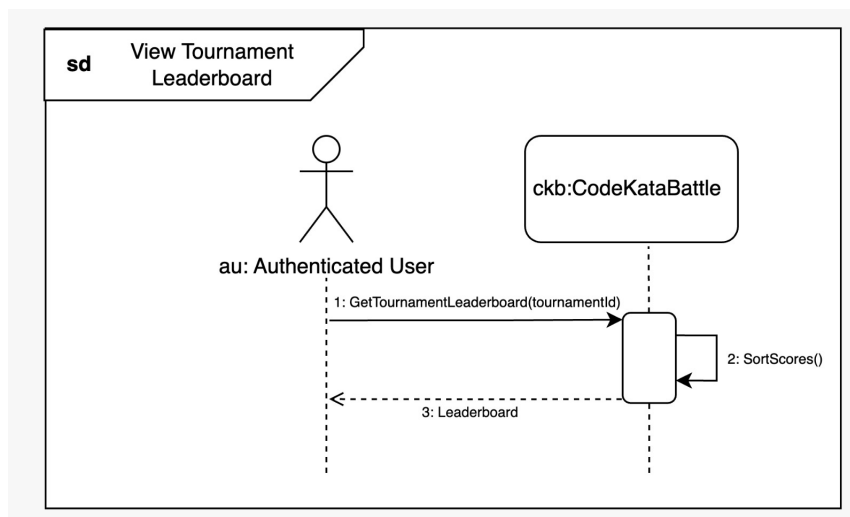 sd
View Tournament
Leaderboard
ckb:CodeKataBattle
au: Authenticated User
1: GetTournamentLeaderboard(tournamentId)
2: SortScores()
3: Leaderboard